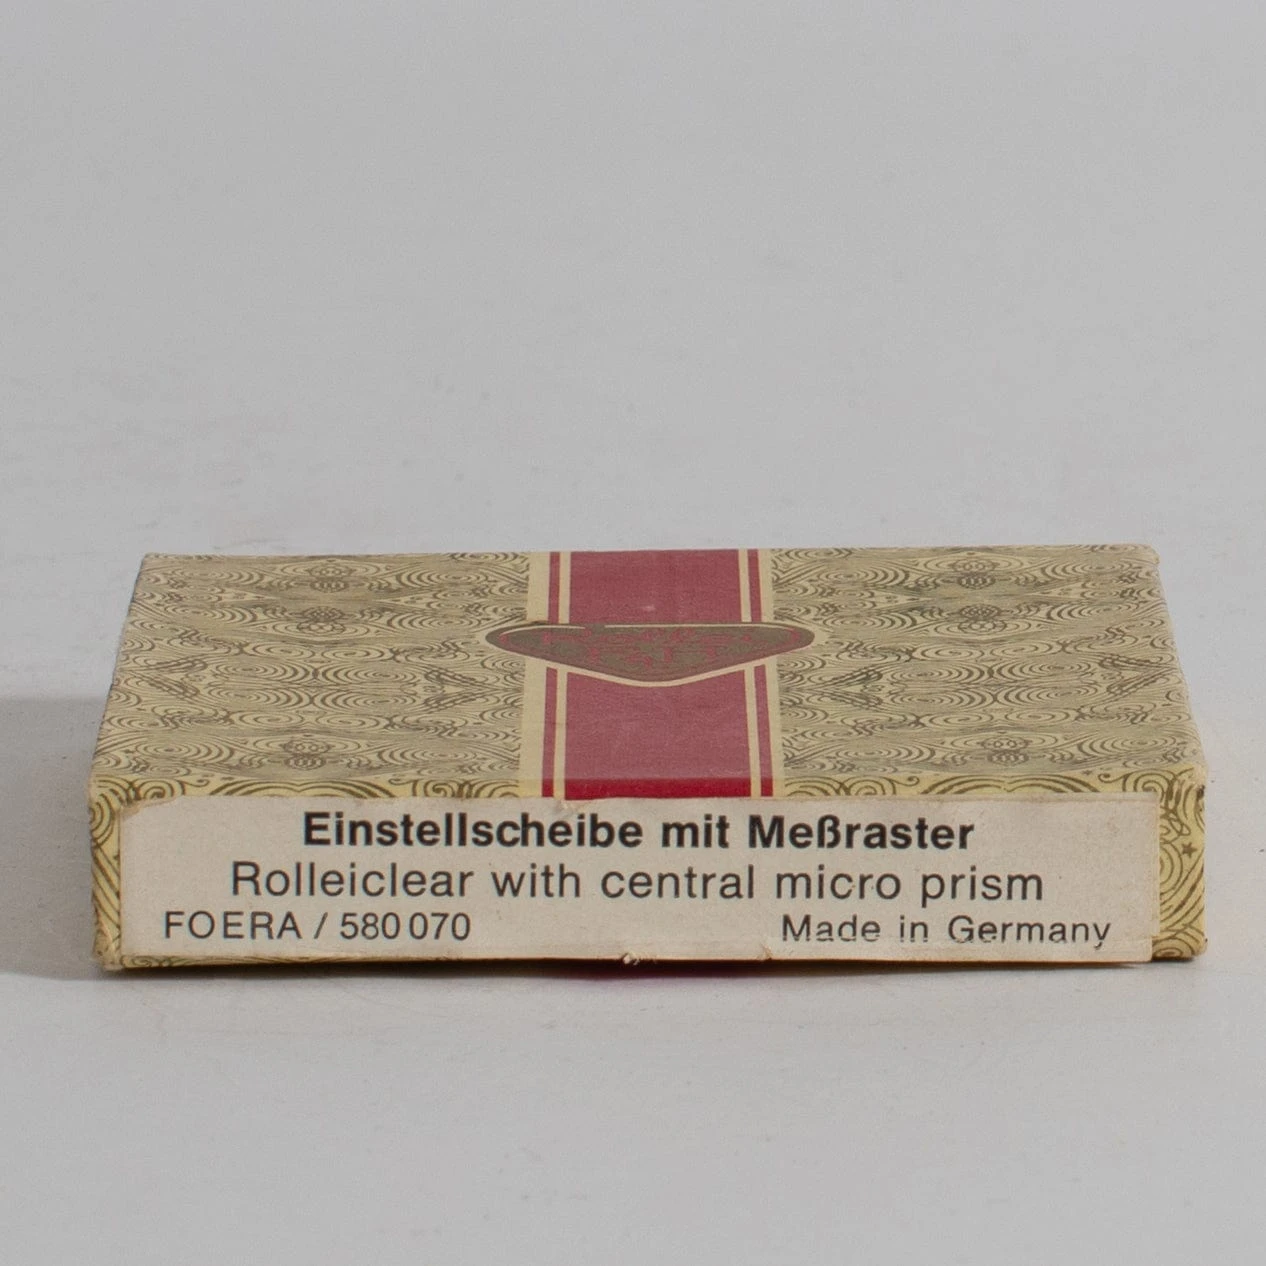 Einstellscheibe mit Meßraster
Rolleiclear with central micro prism
FOERA / 580 070 Made in Germany